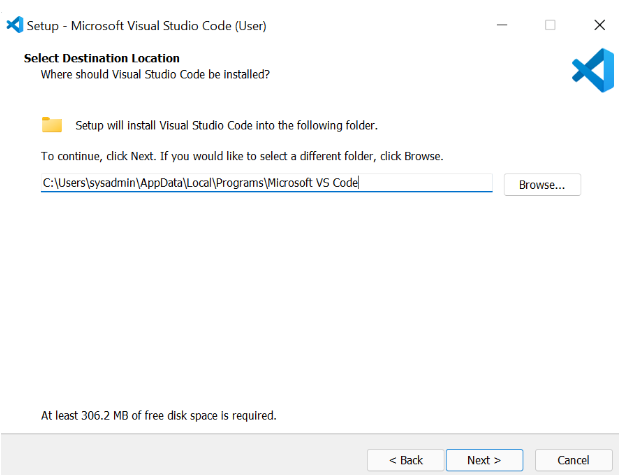 Setup - Microsoft Visual Studio Code (User)
Select Destination Location
Where should Visual Studio Code be installed?
Setup will install Visual Studio Code into the following folder.
To continue, click Next. If you would like to select a different folder, click Browse.
C:\Users\sysadmin\AppData\Local\Programs\Microsoft VS Code
Browse...
At least 306.2 MB of free disk space is required.
< Back
Next >
Cancel